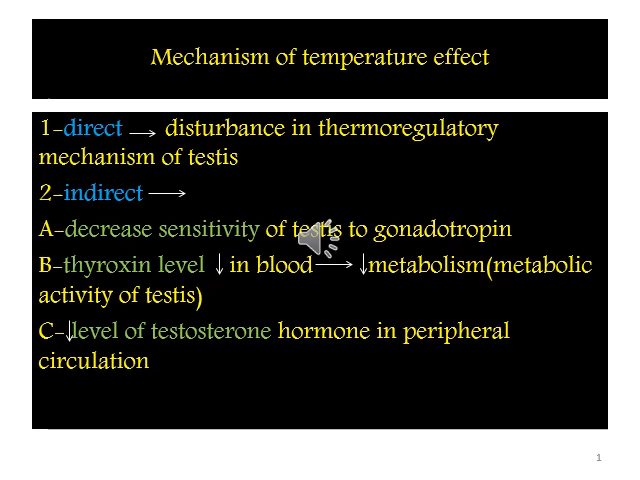 Mechanism of temperature effect
1-direct → disturbance in thermoregulatory
mechanism of testis
2-indirect →
A-decrease sensitivity of testis to gonadotropin
B-thyroxin level ↓ in blood → ↓metabolism(metabolic
activity of testis)
C-↓level of testosterone hormone in peripheral
circulation
1